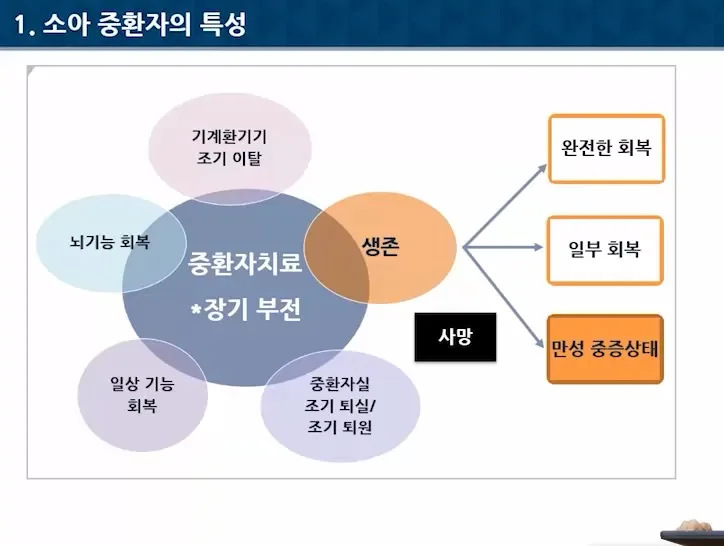 1. 소아 중환자의 특성
기계환기기
조기 이탈
뇌기능 회복
중환자치료
*장기 부전
생존
일상 기능
회복
중환자실
조기 퇴실/
조기 퇴원
사망
완전한 회복
일부 회복
만성 중증상태